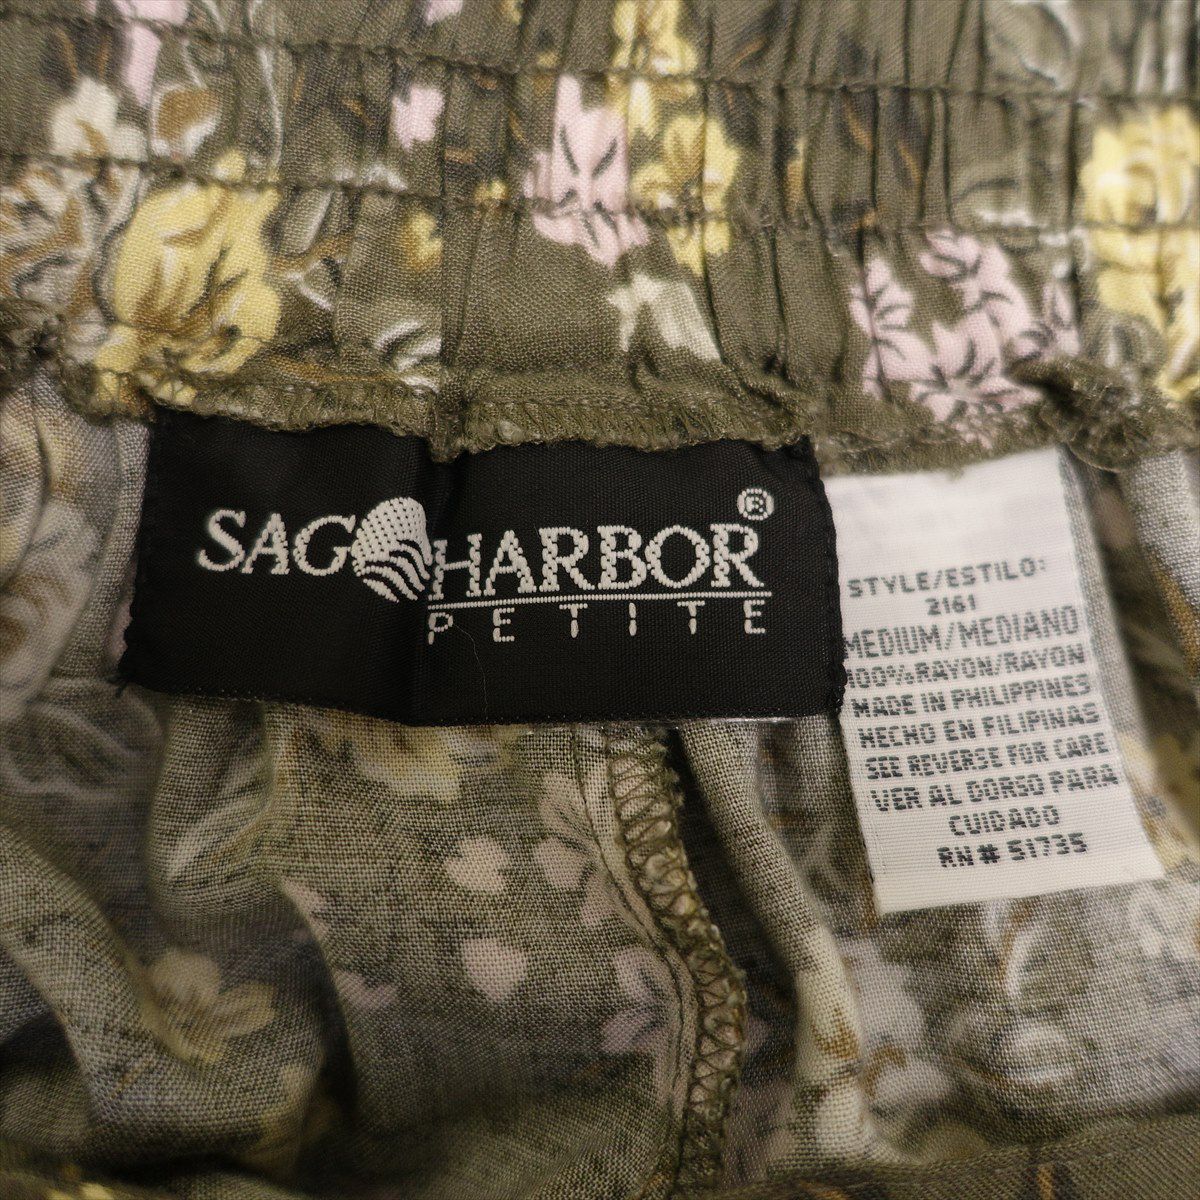 SAG HARBOR®
PETITE
STYLE/ESTILO:
2161
MEDIUM/MEDIANO
100% RAYON/RAYON
MADE IN PHILIPPINES
HECHO EN FILIPINAS
SEE REVERSE FOR CARE
VER AL DORSO PARA
CUIDADO
RN# 51735